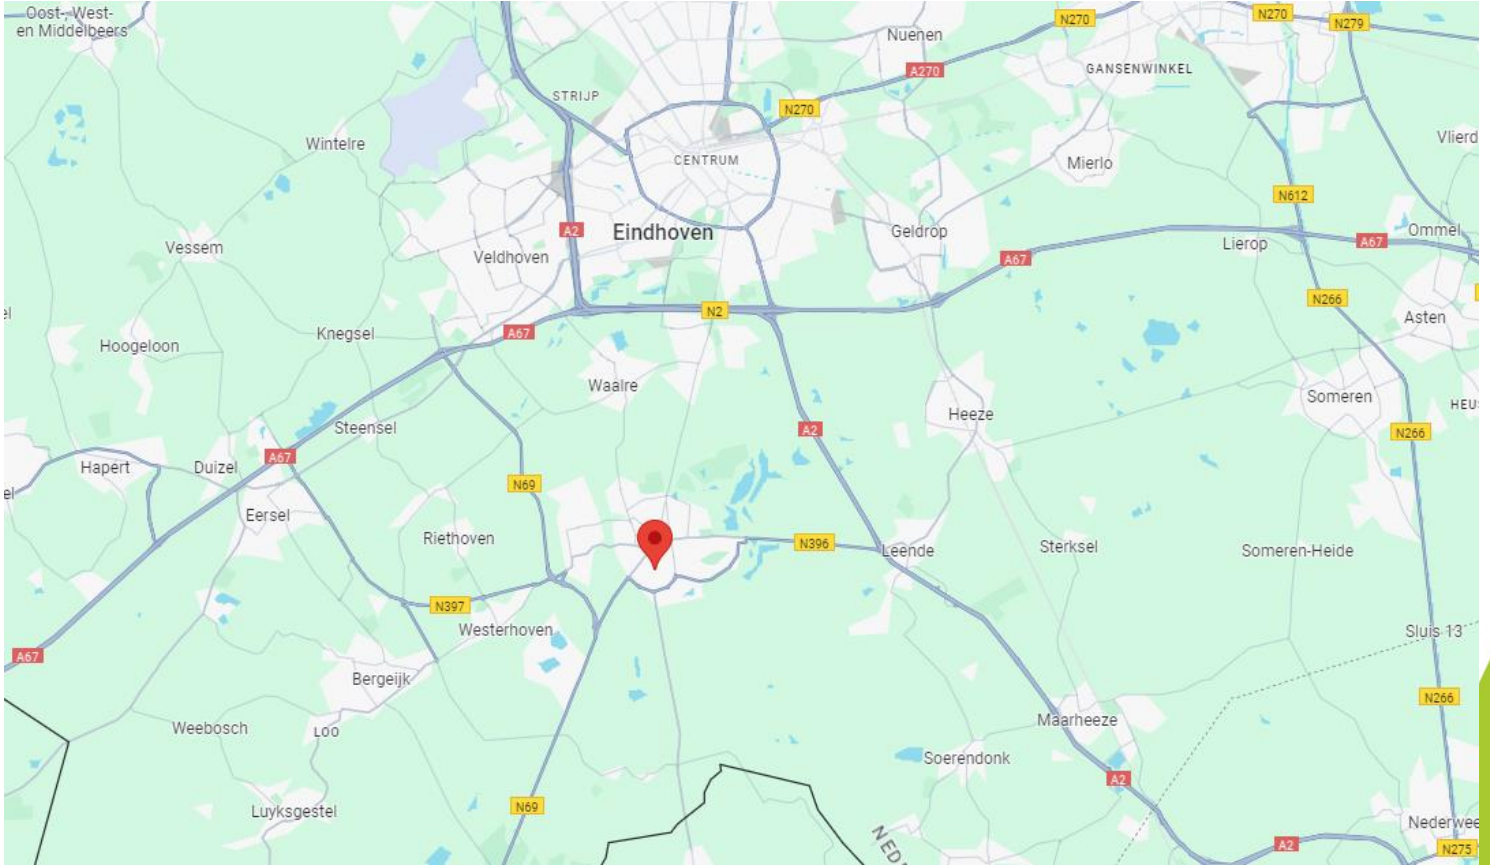 Oost-, West-
en Middelbeers
N270
N270
N279
Nuenen
A270
GANSENWINKEL
STRIJP
N270
Wintelre
CENTRUM
Vlierd
Mierlo
N612
Vessem
A2
Eindhoven
Geldrop
Lierop
A67
Ommel
Veldhoven
A67
N266
N2
Asten
Knegsel
A67
Hoogeloon
Waalre
Someren
HEU
Heeze
Steensel
A2
N266
Hapert
Duizel
A67
N69
el
Eersel
Riethoven
N396
Leende
Sterksel
Someren-Heide
N397
Westerhoven
Sluis 13
A67
Bergeijk
N266
Weebosch
Loo
Maarheeze
Soerendonk
A2
Luyksgestel
N69
Nederwee
NED
A2
N275